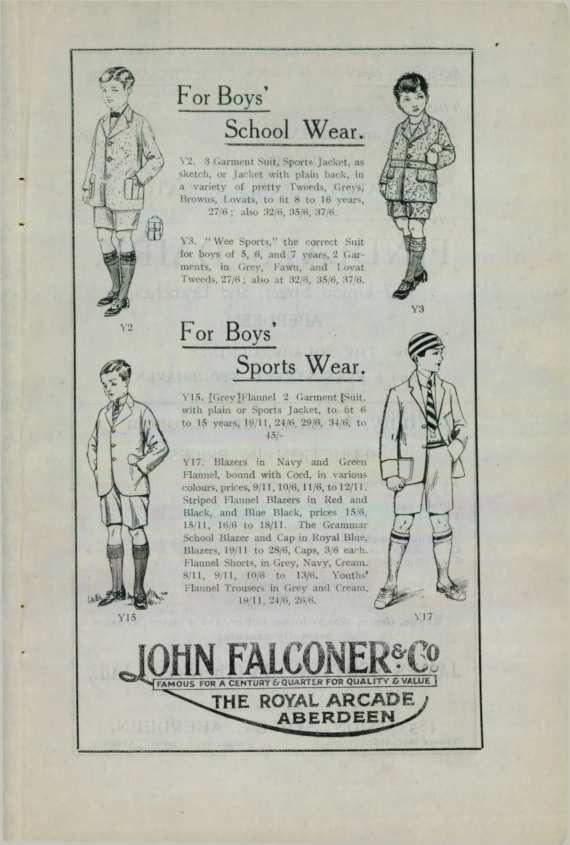 For Boys'
School Wear.
Y2. 3 Garment Suit, Sports Jacket, as
sketch, or Jacket with plain back, in
a variety of pretty Tweeds, Greys,
Browns, Lovats, to fit 8 to 16 years,
27/6; also 32/6, 35/6, 37/6.
Y3. "Wee Sports," the correct Suit
for boys of 5, 6, and 7 years, 2 Gar-
ments, in Grey, Fawn, and Lovat
Tweeds, 27/6; also at 32/6, 35/6, 37/6.
Y2
Y3
For Boys'
Sports Wear.
Y15. Grey Flannel 2 Garment Suit,
with plain or Sports Jacket, to fit 6
to 15 years, 19/11, 24/6, 29/6, 34/6, to
45/-
Y17. Blazers in Navy and Green
Flannel, bound with Cord, in various
colours, prices, 9/11, 10/6, 11/6, to 12/11.
Striped Flannel Blazers in Red and
Black, and Blue Black, prices 15/6,
15/11, 16/6 to 18/11. The Grammar
School Blazer and Cap in Royal Blue,
Blazers, 19/11 to 28/6, Caps, 3/6 each.
Flannel Shorts, in Grey, Navy, Cream.
8/11, 9/11, 10/6 to 13/6. Youths'
Flannel Trousers in Grey and Cream,
19/11, 24/6, 26/6.
Y15
Y17
JOHN FALCONER & Co
FAMOUS FOR A CENTURY & QUARTER FOR QUALITY & VALUE
THE ROYAL ARCADE
ABERDEEN